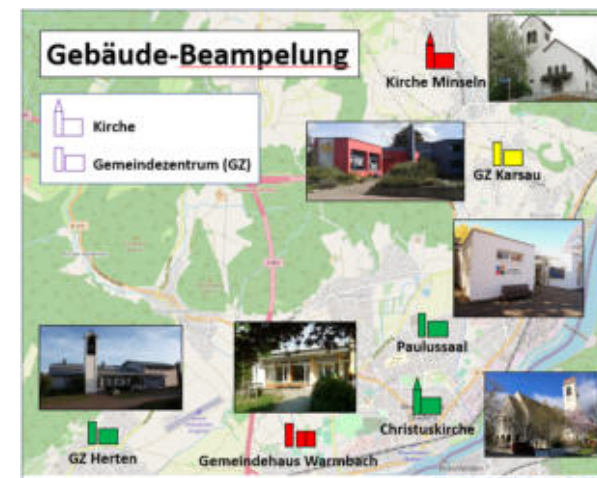 Gebäude-Beampelung
Kirche
Gemeindezentrum (GZ)
Kirche Minseln
GZ Karsau
Paulussaal
Christuskirche
GZ Herten
Gemeindehaus Warmbach